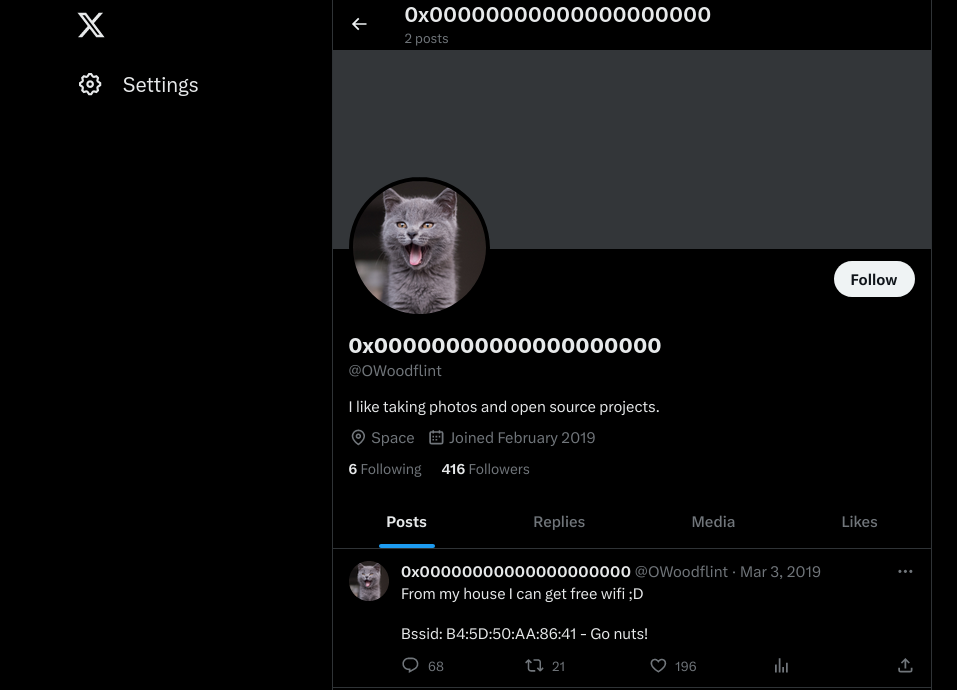 0x00000000000000000000
2 posts
Settings
Follow
0x00000000000000000000
@OWoodflint
I like taking photos and open source projects.
Space Joined February 2019
6 Following 416 Followers
Posts Replies Media Likes
0x00000000000000000000 @OWoodflint · Mar 3, 2019
From my house I can get free wifi ;D
Bssid: B4:5D:50:AA:86:41 - Go nuts!
68 21 196